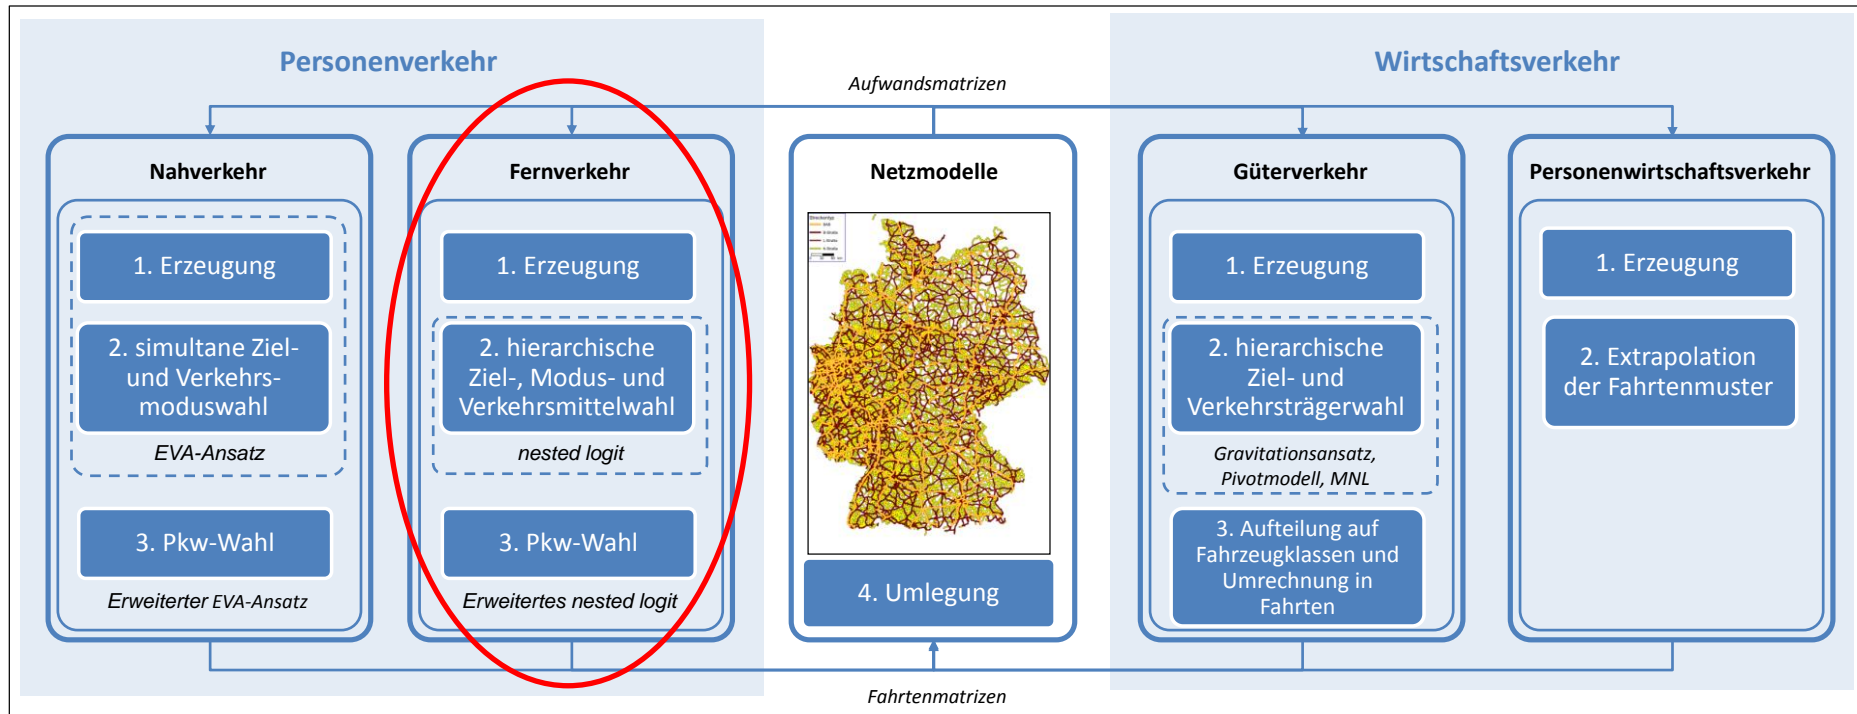 Personenverkehr
Wirtschaftsverkehr
Aufwandsmatrizen
Nahverkehr
1. Erzeugung
2. simultane Ziel-
und Verkehrs-
moduswahl
EVA-Ansatz
3. Pkw-Wahl
Erweiterter EVA-Ansatz
Fernverkehr
1. Erzeugung
2. hierarchische
Ziel-, Modus- und
Verkehrsmittelwahl
nested logit
3. Pkw-Wahl
Erweitertes nested logit
Netzmodelle
4. Umlegung
Güterverkehr
1. Erzeugung
2. hierarchische
Ziel- und
Verkehrsträgerwahl
Gravitationsansatz,
Pivotmodell, MNL
3. Aufteilung auf
Fahrzeugklassen und
Umrechnung in
Fahrten
Personenwirtschaftsverkehr
1. Erzeugung
2. Extrapolation
der Fahrtenmuster
Fahrtenmatrizen